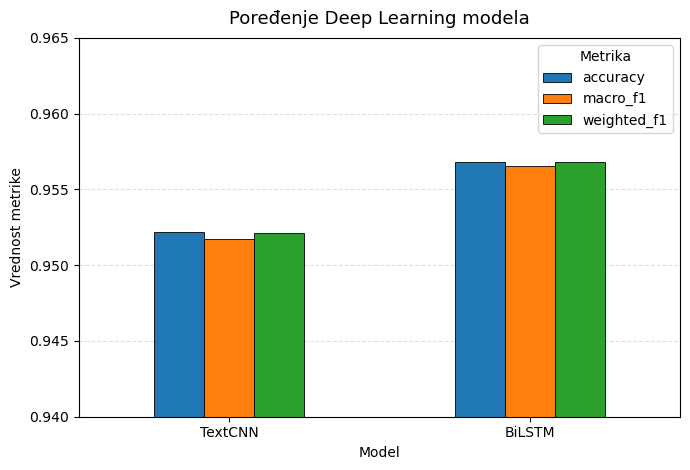 Poređenje Deep Learning modela
0.965
0.960
0.955
0.950
0.945
0.940
Vrednost metrike
Metrika
accuracy
macro_f1
weighted_f1
TextCNN
BiLSTM
Model